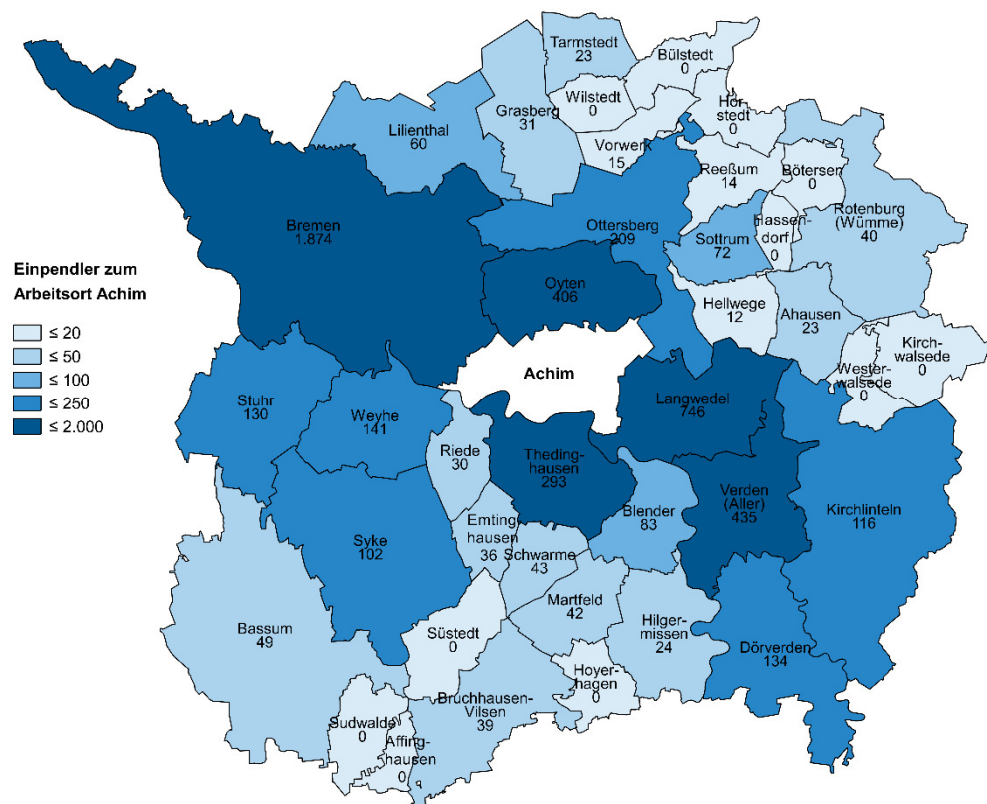 Tarmstedt
23
Bülstedt
0
Wilstedt
0
Hor
stedt
0
Grasberg
31
Lilienthal
60
Vorwerk
15
Reeßum
14
Bötersen
0
Bremen
1.874
Ottersberg
209
Sottrum
72
Hassen-
dorf
0
Rotenburg
(Wümme)
40
Einpendler zum
Arbeitsort Achim
≤ 20
≤ 50
≤ 100
≤ 250
≤ 2.000
Oyten
406
Hellwege
12
Ahausen
23
Kirch-
walsede
0
Wester-
walsede
0
Achim
Stuhr
130
Weyhe
141
Langwedel
746
Riede
30
Theding-
hausen
293
Verden
(Aller)
435
Blender
83
Kirchlinteln
116
Emting-
hausen
36
Schwarme
43
Syke
102
Martfeld
42
Hilger-
missen
24
Bassum
49
Süstedt
0
Dörverden
134
Hoyer-
hagen
0
Bruchhausen-
Vilsen
39
Sudwalde
0
Affing-
hausen
0